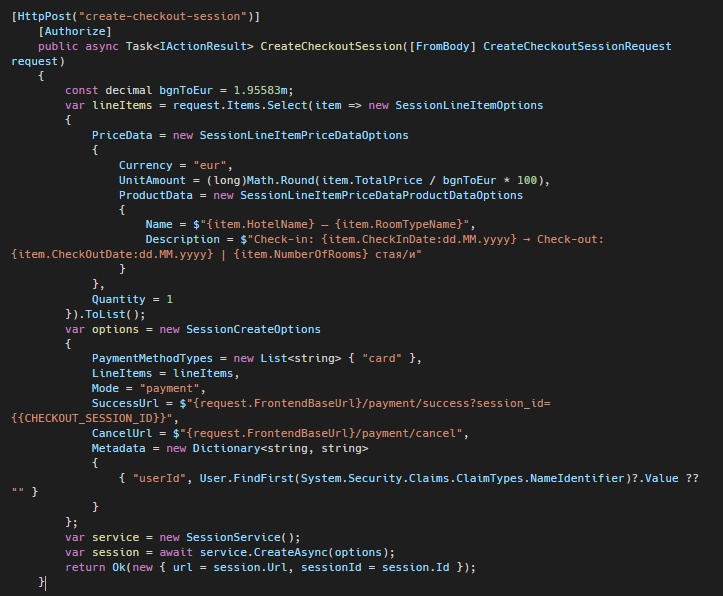 [HttpPost("create-checkout-session")]
    [Authorize]
    public async Task<IActionResult> CreateCheckoutSession([FromBody] CreateCheckoutSessionRequest
request)
    {
        const decimal bgnToEur = 1.95583m;
        var lineItems = request.Items.Select(item => new SessionLineItemOptions
        {
            PriceData = new SessionLineItemPriceDataOptions
            {
                Currency = "eur",
                UnitAmount = (long)Math.Round(item.TotalPrice / bgnToEur * 100),
                ProductData = new SessionLineItemPriceDataProductDataOptions
                {
                    Name = $"{item.HotelName} – {item.RoomTypeName}",
                    Description = $"Check-in: {item.CheckInDate:dd.MM.yyyy} → Check-out:
{item.CheckOutDate:dd.MM.yyyy} | {item.NumberOfRooms} стая/и"
                }
            },
            Quantity = 1
        }).ToList();
        var options = new SessionCreateOptions
        {
            PaymentMethodTypes = new List<string> { "card" },
            LineItems = lineItems,
            Mode = "payment",
            SuccessUrl = $"{request.FrontendBaseUrl}/payment/success?session_id=
{{CHECKOUT_SESSION_ID}}",
            CancelUrl = $"{request.FrontendBaseUrl}/payment/cancel",
            Metadata = new Dictionary<string, string>
            {
                { "userId", User.FindFirst(System.Security.Claims.ClaimTypes.NameIdentifier)?.Value ??
"" }
            }
        };
        var service = new SessionService();
        var session = await service.CreateAsync(options);
        return Ok(new { url = session.Url, sessionId = session.Id });
    }